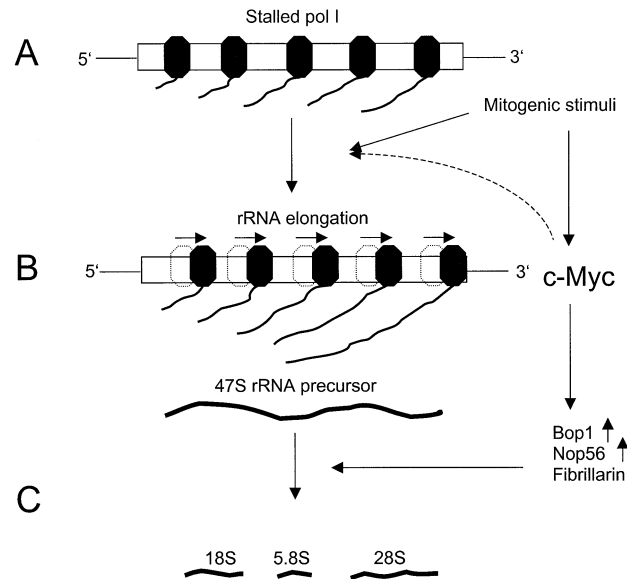 Stalled pol I
A
5‘
3‘
Mitogenic stimuli
rRNA elongation
B
5‘
3‘
c-Myc
47S rRNA precursor
Bop1
Nop56
Fibrillarin
C
18S 5.8S 28S